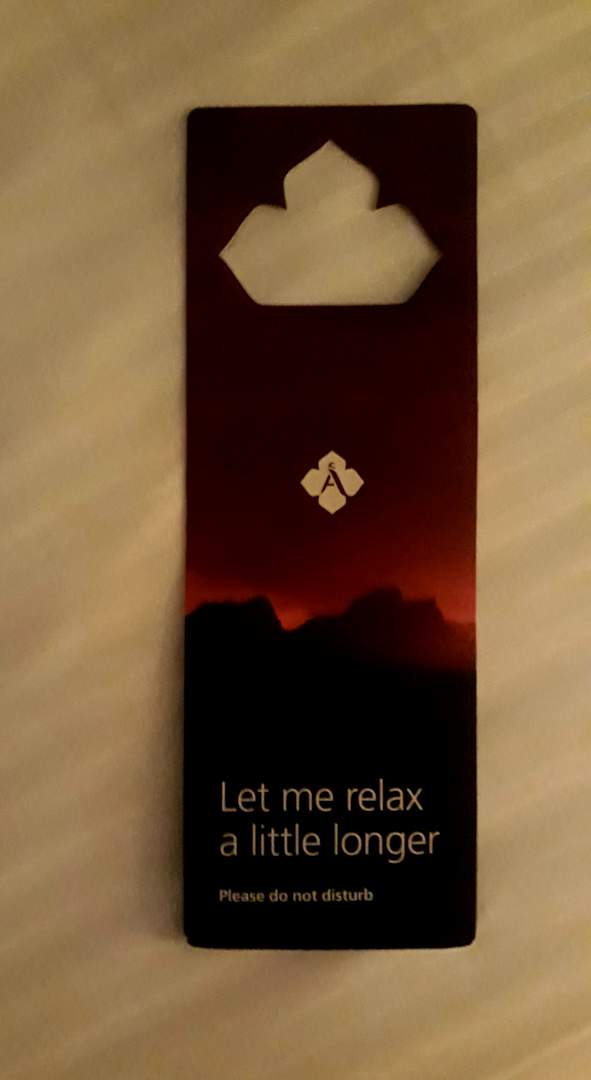 A
Let me relax
a little longer
Please do not disturb